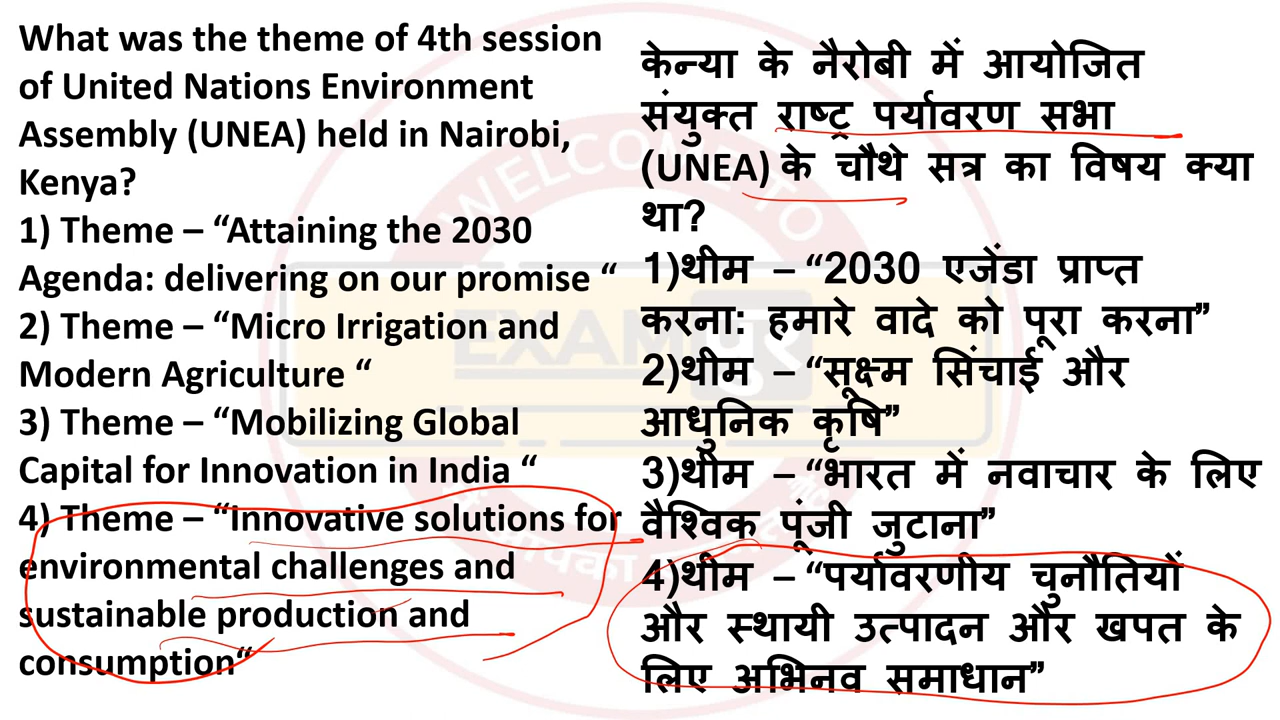 What was the theme of 4th session
of United Nations Environment
Assembly (UNEA) held in Nairobi,
Kenya?
1) Theme – “Attaining the 2030
Agenda: delivering on our promise “
2) Theme – “Micro Irrigation and
Modern Agriculture “
3) Theme – “Mobilizing Global
Capital for Innovation in India “
4) Theme – “Innovative solutions for
environmental challenges and
sustainable production and
consumption“
केन्या के नैरोबी में आयोजित
संयुक्त राष्ट्र पर्यावरण सभा
(UNEA) के चौथे सत्र का विषय क्या
था?
1)थीम – “2030 एजेंडा प्राप्त
करना: हमारे वादे को पूरा करना”
2)थीम – “सूक्ष्म सिंचाई और
आधुनिक कृषि”
3)थीम – “भारत में नवाचार के लिए
वैश्विक पूंजी जुटाना”
4)थीम – “पर्यावरणीय चुनौतियों
और स्थायी उत्पादन और खपत के
लिए अभिनव समाधान”
WELCOME TO
EXAM पुर